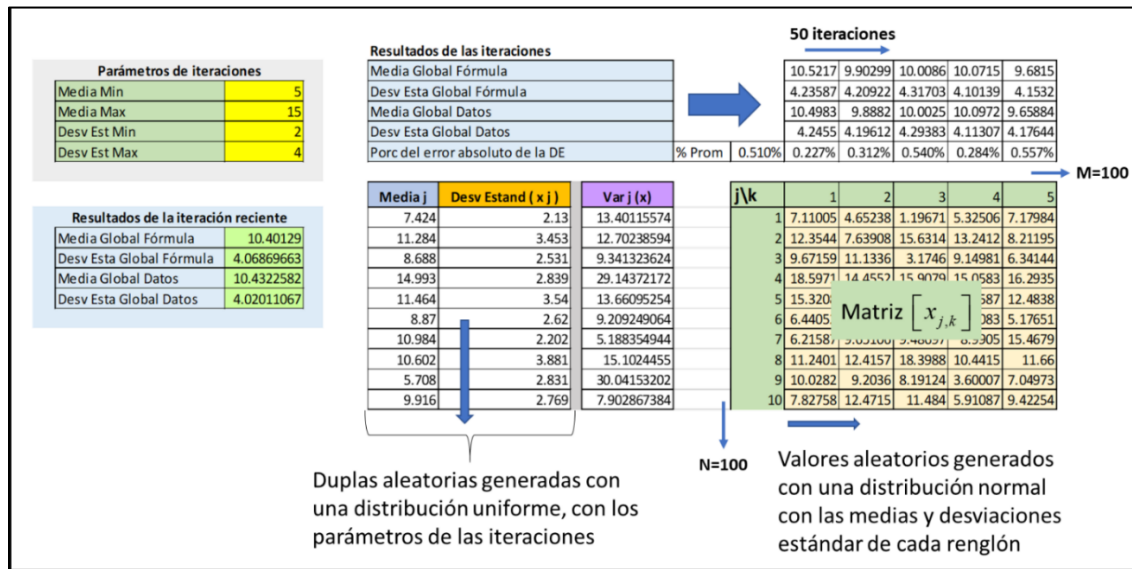 50 iteraciones
Resultados de las iteraciones
Parámetros de iteraciones
Media Min 5
Media Max 15
Desv Est Min 2
Desv Est Max 4
Media Global Fórmula 10.5217 9.90299 10.0086 10.0715 9.6815
Desv Esta Global Fórmula 4.23587 4.20922 4.31703 4.10139 4.1532
Media Global Datos 10.4983 9.8882 10.0025 10.0972 9.65884
Desv Esta Global Datos 4.2455 4.19612 4.29383 4.11307 4.17644
Porc del error absoluto de la DE % Prom 0.510% 0.227% 0.312% 0.540% 0.284% 0.557%
M=100
Resultados de la iteración reciente
Media Global Fórmula 10.40129
Desv Esta Global Fórmula 4.06869663
Media Global Datos 10.4322582
Desv Esta Global Datos 4.02011067
Media j Desv Estand ( x j ) Var j (x) j\k 1 2 3 4 5
7.424 2.13 13.40115574 1 7.11005 4.65238 1.19671 5.32506 7.17984
11.284 3.453 12.70238594 2 12.3544 7.63908 15.6314 13.2412 8.21195
8.688 2.531 9.341323624 3 9.67159 11.1336 3.1746 9.14981 6.34144
14.993 2.839 29.14372172 4 18.5971 14.4552 15.9079 15.0583 16.2935
11.464 3.54 13.66095254 5 12.4838
8.87 2.62 9.209249064 6 5.17651
10.984 2.202 5.188354944 7 6.21587 15.4679
10.602 3.881 15.1024455 8 11.2401 12.4157 18.3988 10.4415 11.66
5.708 2.831 30.04153202 9 10.0282 9.2036 8.19124 3.60007 7.04973
9.916 2.769 7.902867384 10 7.82758 12.4715 11.484 5.91087 9.42254
Matriz [x j,k]
N=100
Duplas aleatorias generadas con
una distribución uniforme, con los
parámetros de las iteraciones
Valores aleatorios generados
con una distribución normal
con las medias y desviaciones
estándar de cada renglón